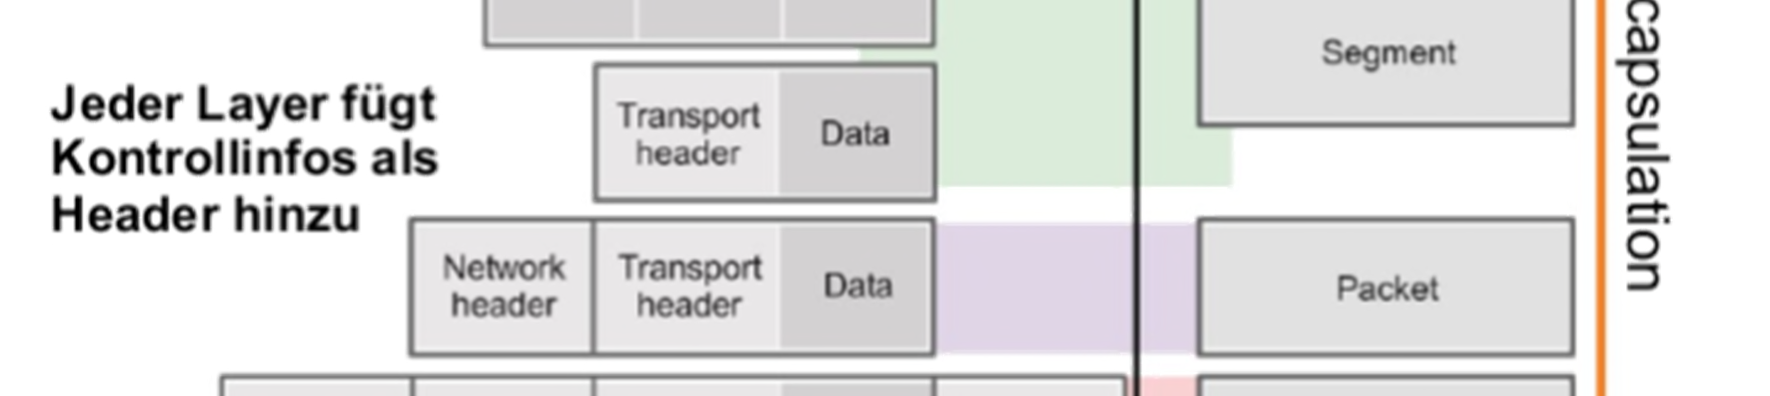 Segment
Jeder Layer fügt
Kontrollinfos als
Header hinzu
Transport
header
Data
Network
header
Transport
header
Data
Packet
capsulation